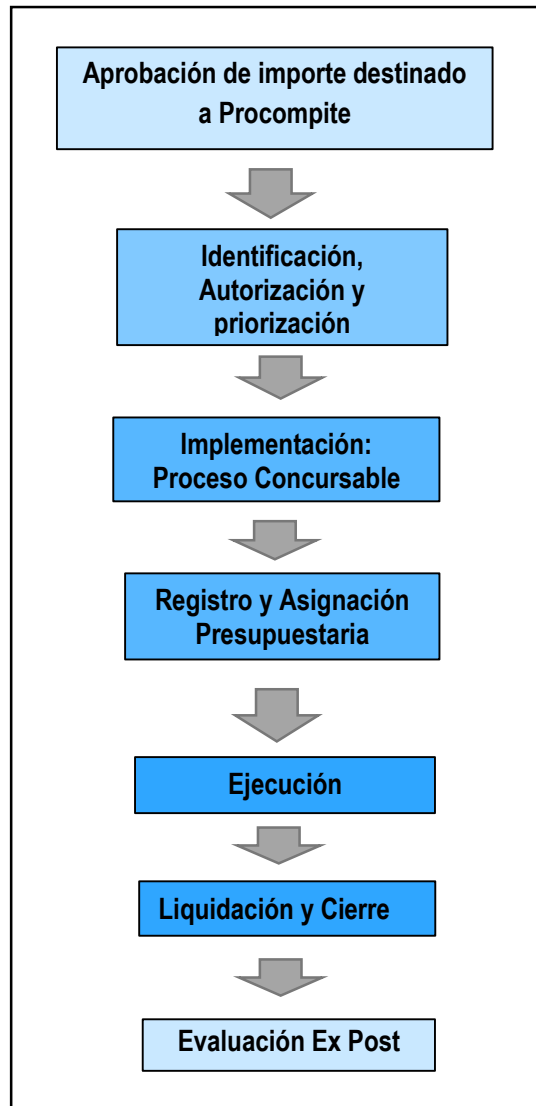 Aprobación de importe destinado
a Procompite
Identificación,
Autorización y
priorización
Implementación:
Proceso Concursable
Registro y Asignación
Presupuestaria
Ejecución
Liquidación y Cierre
Evaluación Ex Post